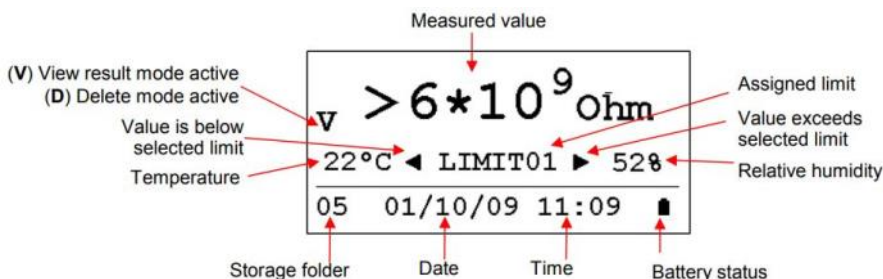 Measured value
(V) View result mode active
(D) Delete mode active
Value is below
selected limit
Temperature
V >6*10⁹Ohm
22°C ◀ LIMIT01 ▶ 52%
05 01/10/09 11:09
Assigned limit
Value exceeds
selected limit
Relative humidity
Storage folder Date Time Battery status